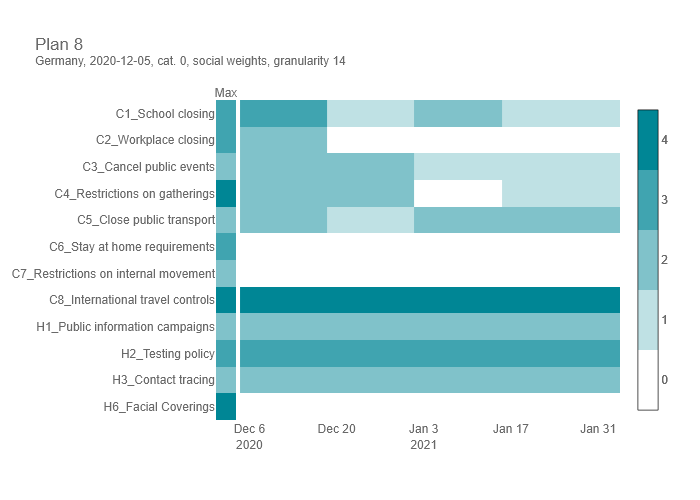 Plan 8
Germany, 2020-12-05, cat. 0, social weights, granularity 14
Max
C1_School closing
C2_Workplace closing
C3_Cancel public events
C4_Restrictions on gatherings
C5_Close public transport
C6_Stay at home requirements
C7_Restrictions on internal movement
C8_International travel controls
H1_Public information campaigns
H2_Testing policy
H3_Contact tracing
H6_Facial Coverings
Dec 6 Dec 20 Jan 3 Jan 17 Jan 31
2020 2021
4
3
2
1
0